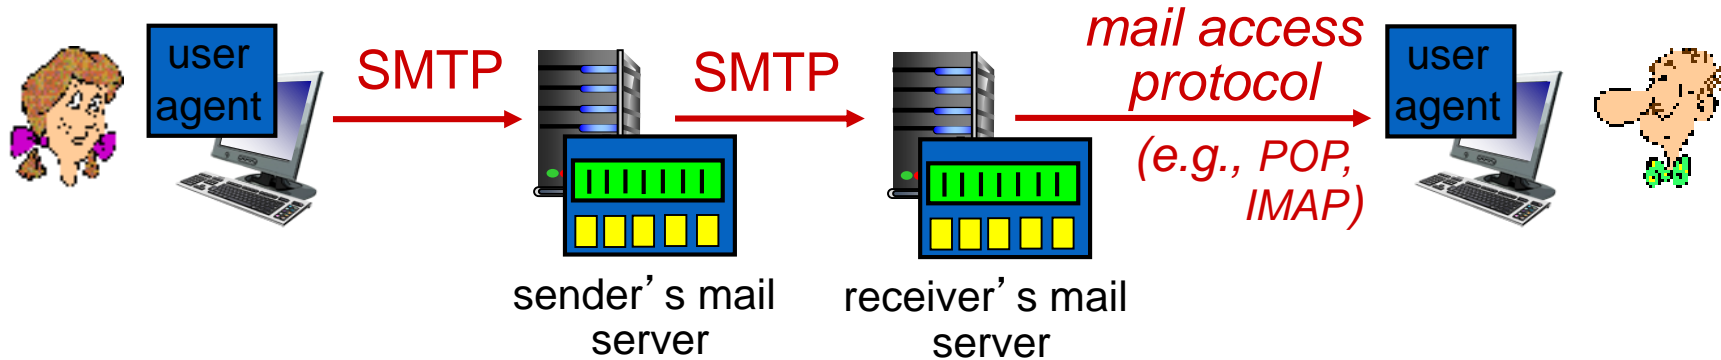 user
agent
SMTP
SMTP
mail access
protocol
(e.g., POP,
IMAP)
user
agent
sender’s mail
server
receiver’s mail
server